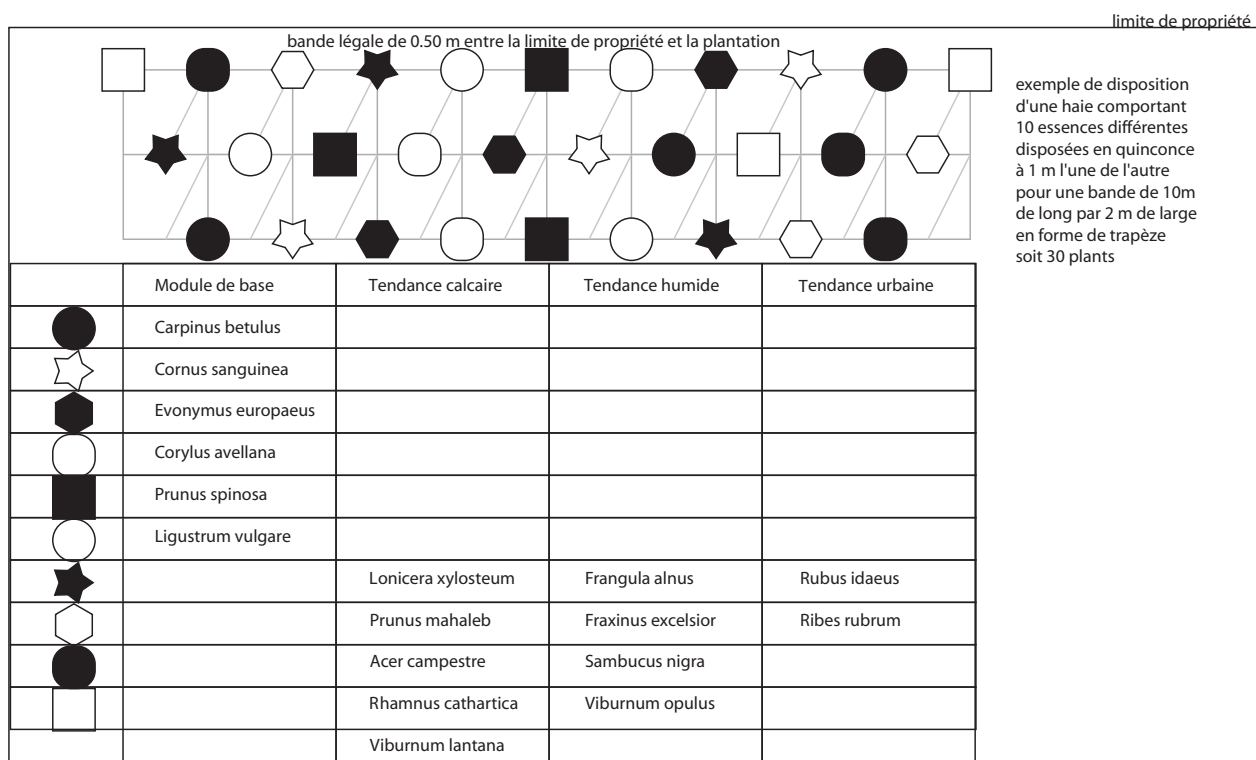 limite de propriété
bande légale de 0.50 m entre la limite de propriété et la plantation
exemple de disposition
d'une haie comportant
10 essences différentes
disposées en quinconce
à 1 m l'une de l'autre
pour une bande de 10m
de long par 2 m de large
en forme de trapèze
soit 30 plants
Module de base Tendance calcaire Tendance humide Tendance urbaine
Carpinus betulus
Cornus sanguinea
Evonymus europaeus
Corylus avellana
Prunus spinosa
Ligustrum vulgare
Lonicera xylosteum Frangula alnus Rubus idaeus
Prunus mahaleb Fraxinus excelsior Ribes rubrum
Acer campestre Sambucus nigra
Rhamnus cathartica Viburnum opulus
Viburnum lantana